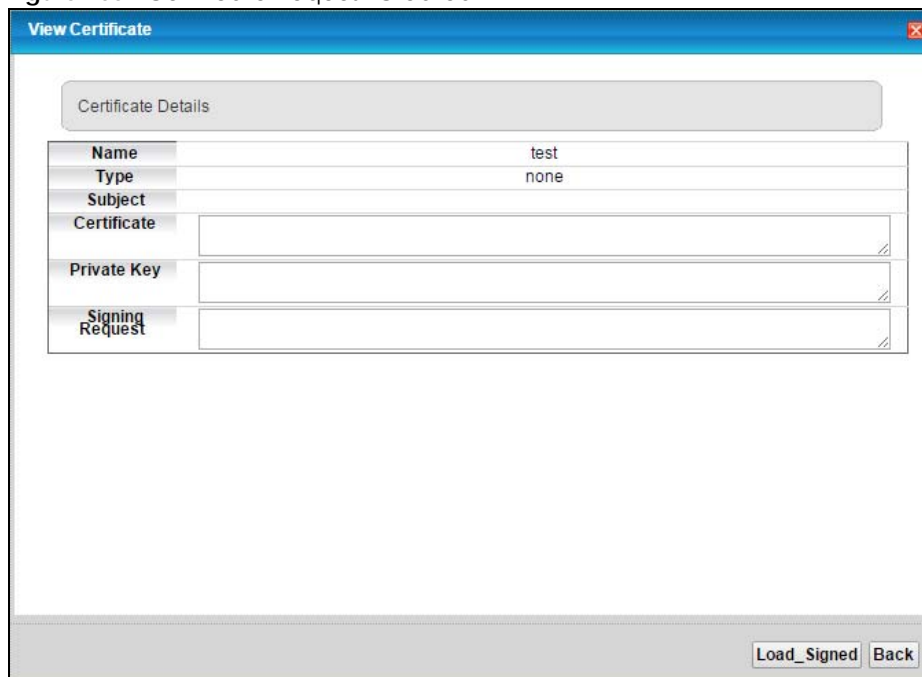 View Certificate
Certificate Details
Name test
Type none
Subject
Certificate
Private Key
Signing
Request
Load_Signed Back